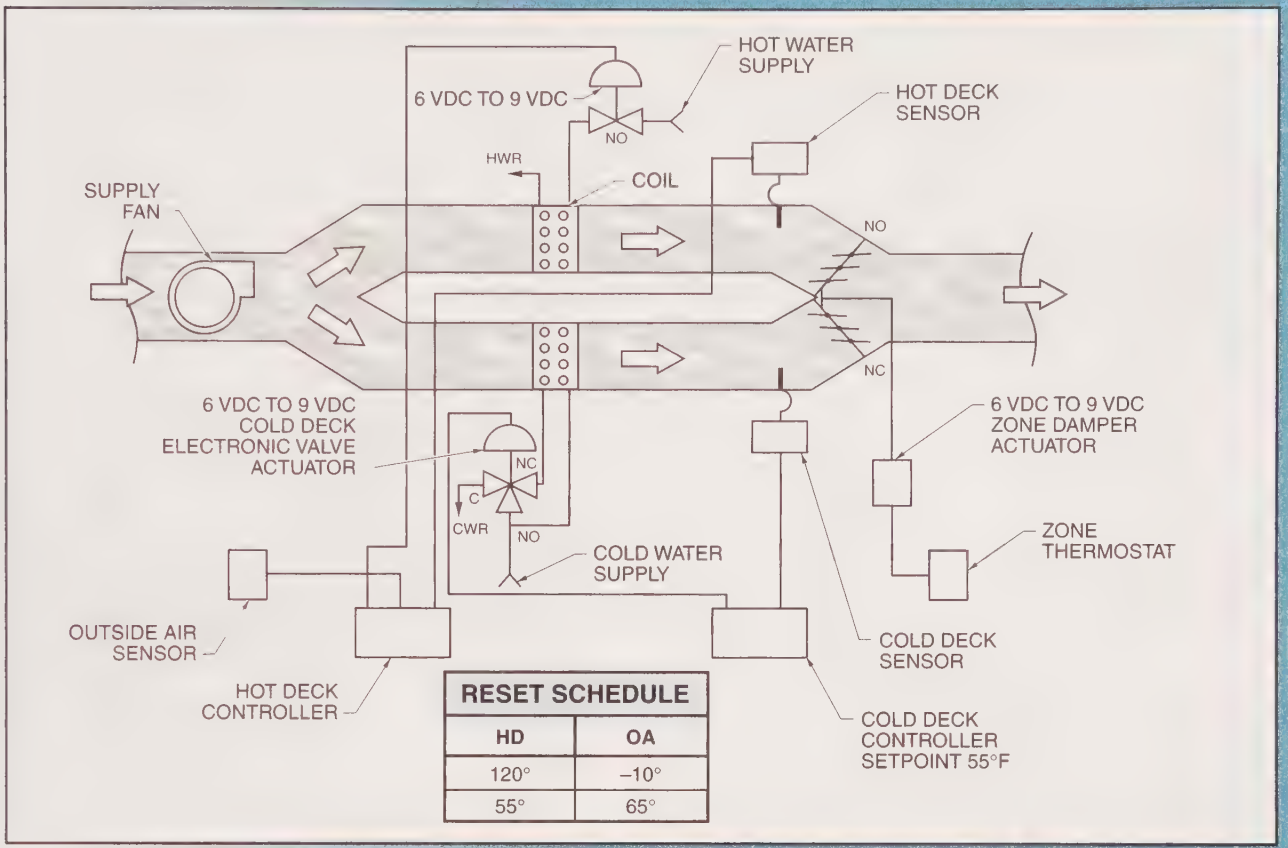 HOT WATER
SUPPLY
6 VDC TO 9 VDC
NO
HOT DECK
SENSOR
HWR
COIL
SUPPLY
FAN
NO
NC
6 VDC TO 9 VDC
COLD DECK
ELECTRONIC VALVE
ACTUATOR
NC
C
CWR
NO
6 VDC TO 9 VDC
ZONE DAMPER
ACTUATOR
COLD WATER
SUPPLY
ZONE
THERMOSTAT
OUTSIDE AIR
SENSOR
HOT DECK
CONTROLLER
COLD DECK
SENSOR
COLD DECK
CONTROLLER
SETPOINT 55°F
RESET SCHEDULE
HD OA
120° –10°
55° 65°